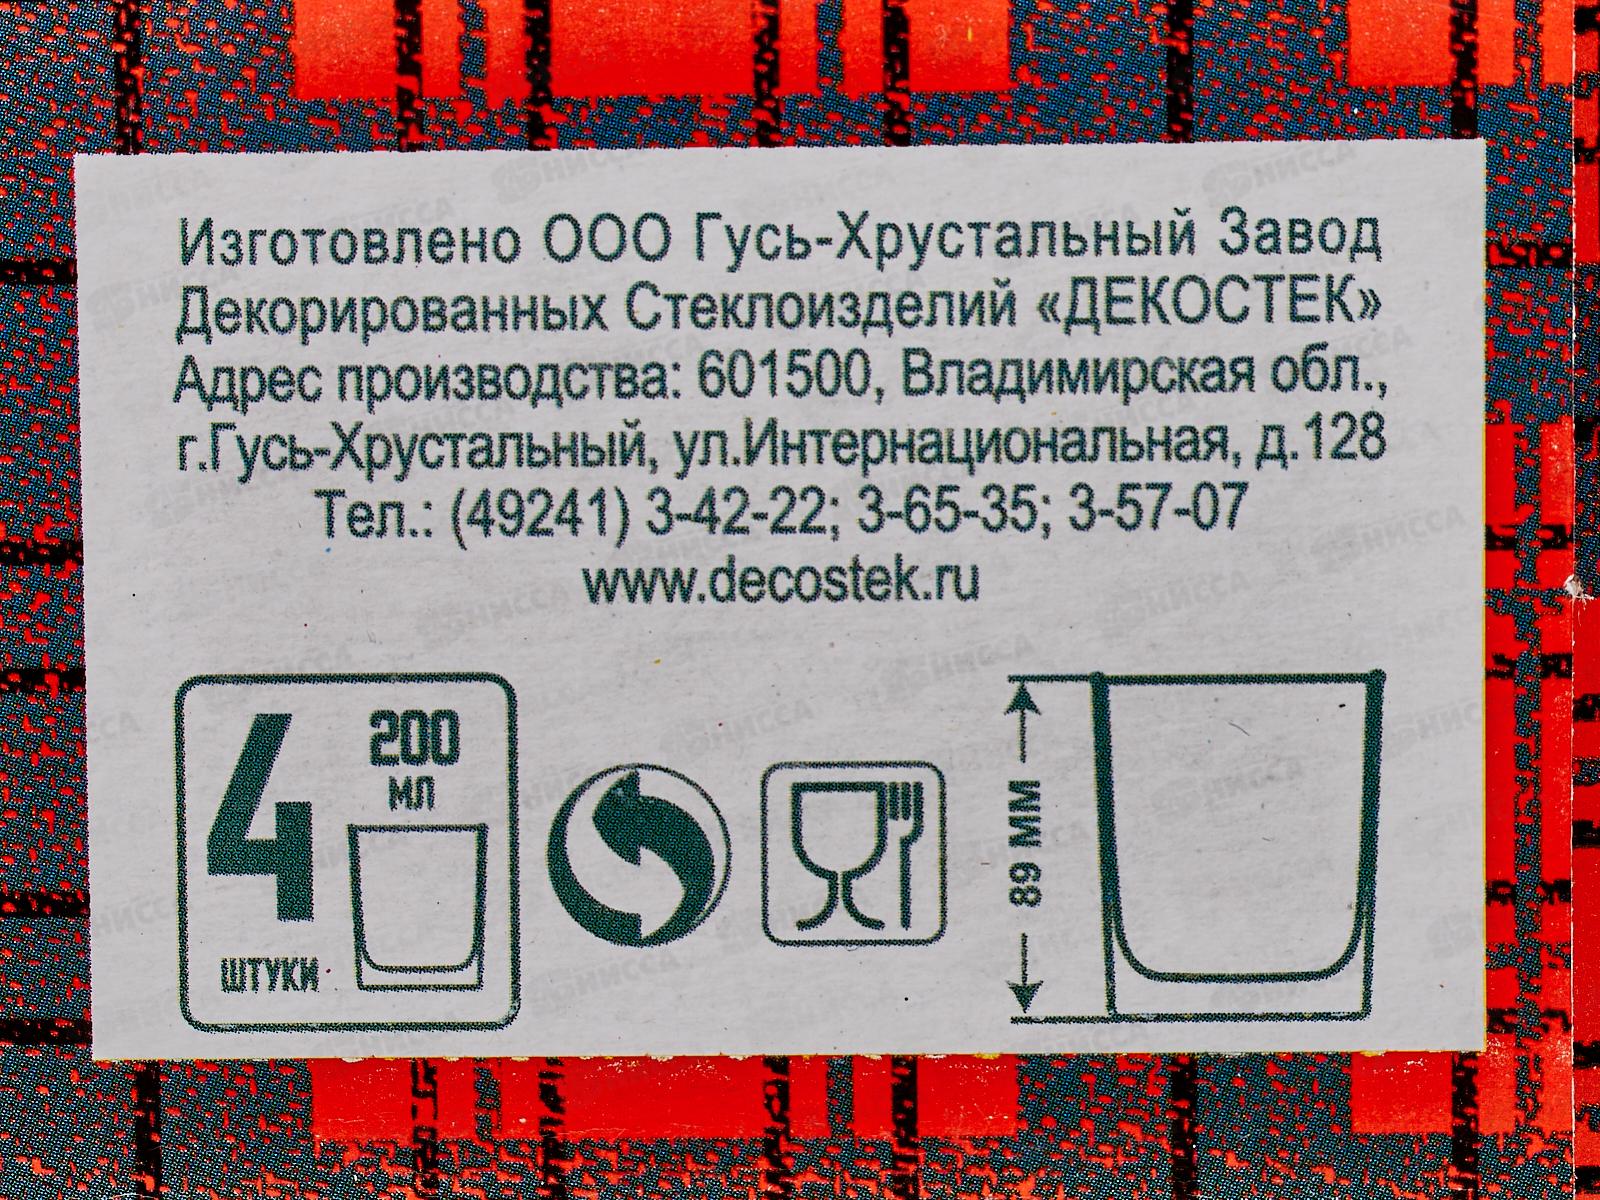 Изготовлено ООО Гусь-Хрустальный Завод
Декорированных Стеклоизделий «ДЕКОСТЕК»
Адрес производства: 601500, Владимирская обл.,
г.Гусь-Хрустальный, ул.Интернациональная, д.128
Тел.: (49241) 3-42-22; 3-65-35; 3-57-07
www.decostek.ru
4
штуки
200
мл
89 мм